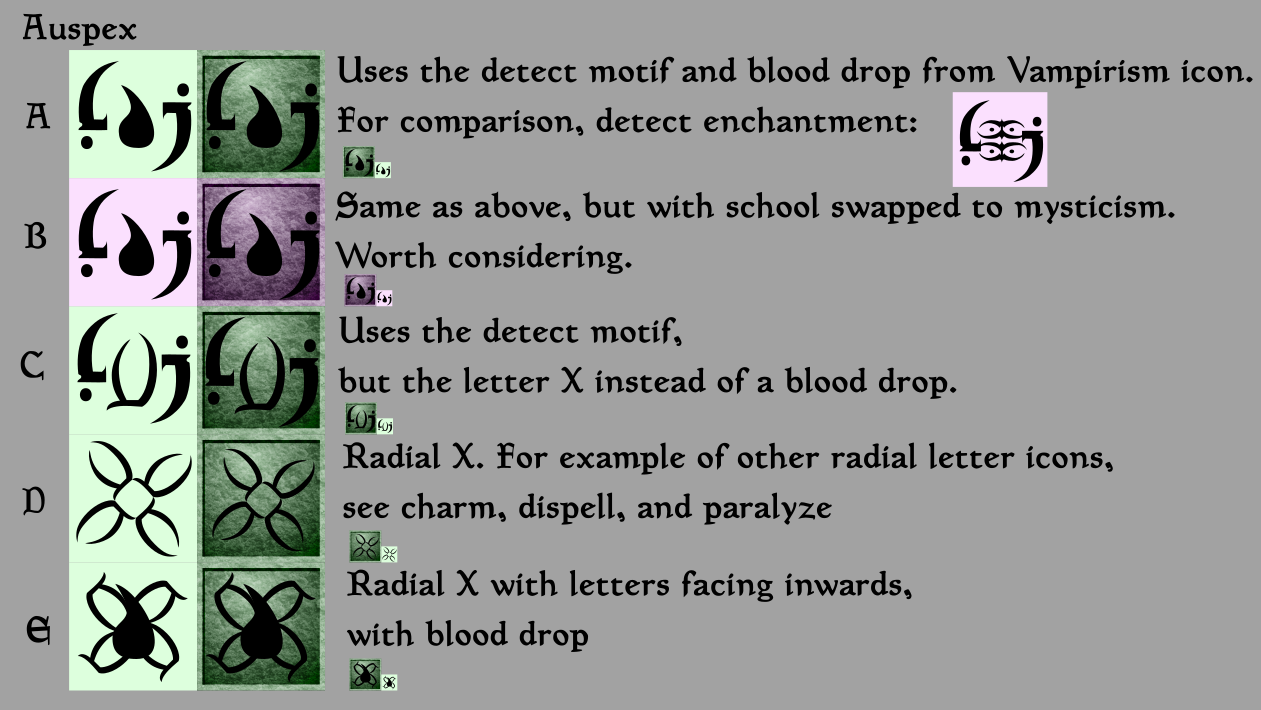 Auspex
A
Uses the detect motif and blood drop from Vampirism icon.
For comparison, detect enchantment:
B
Same as above, but with school swapped to mysticism.
Worth considering.
C
Uses the detect motif,
but the letter X instead of a blood drop.
D
Radial X. For example of other radial letter icons,
see charm, dispell, and paralyze
E
Radial X with letters facing inwards,
with blood drop